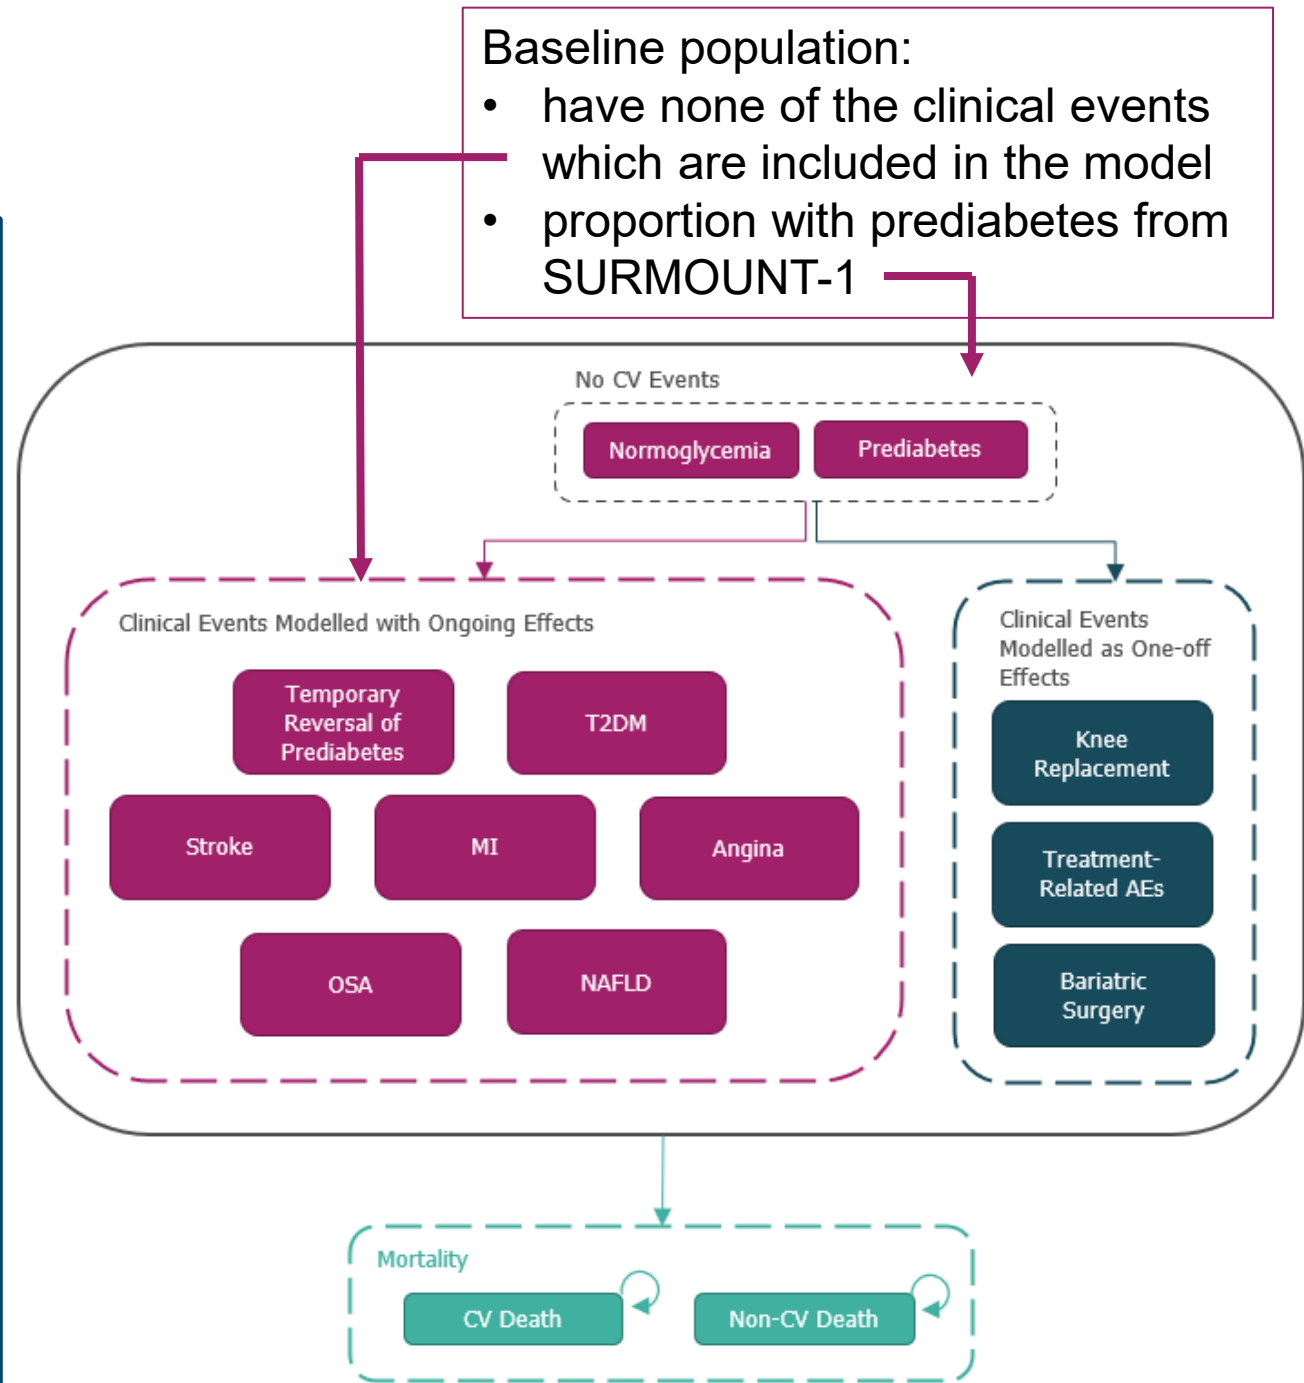 Baseline population:
• have none of the clinical events
which are included in the model
• proportion with prediabetes from
SURMOUNT-1
No CV Events
Normoglycemia
Prediabetes
Clinical Events Modelled with Ongoing Effects
Temporary
Reversal of
Prediabetes
T2DM
Stroke
MI
Angina
OSA
NAFLD
Clinical Events
Modelled as One-off
Effects
Knee
Replacement
Treatment-
Related AEs
Bariatric
Surgery
Mortality
CV Death
Non-CV Death